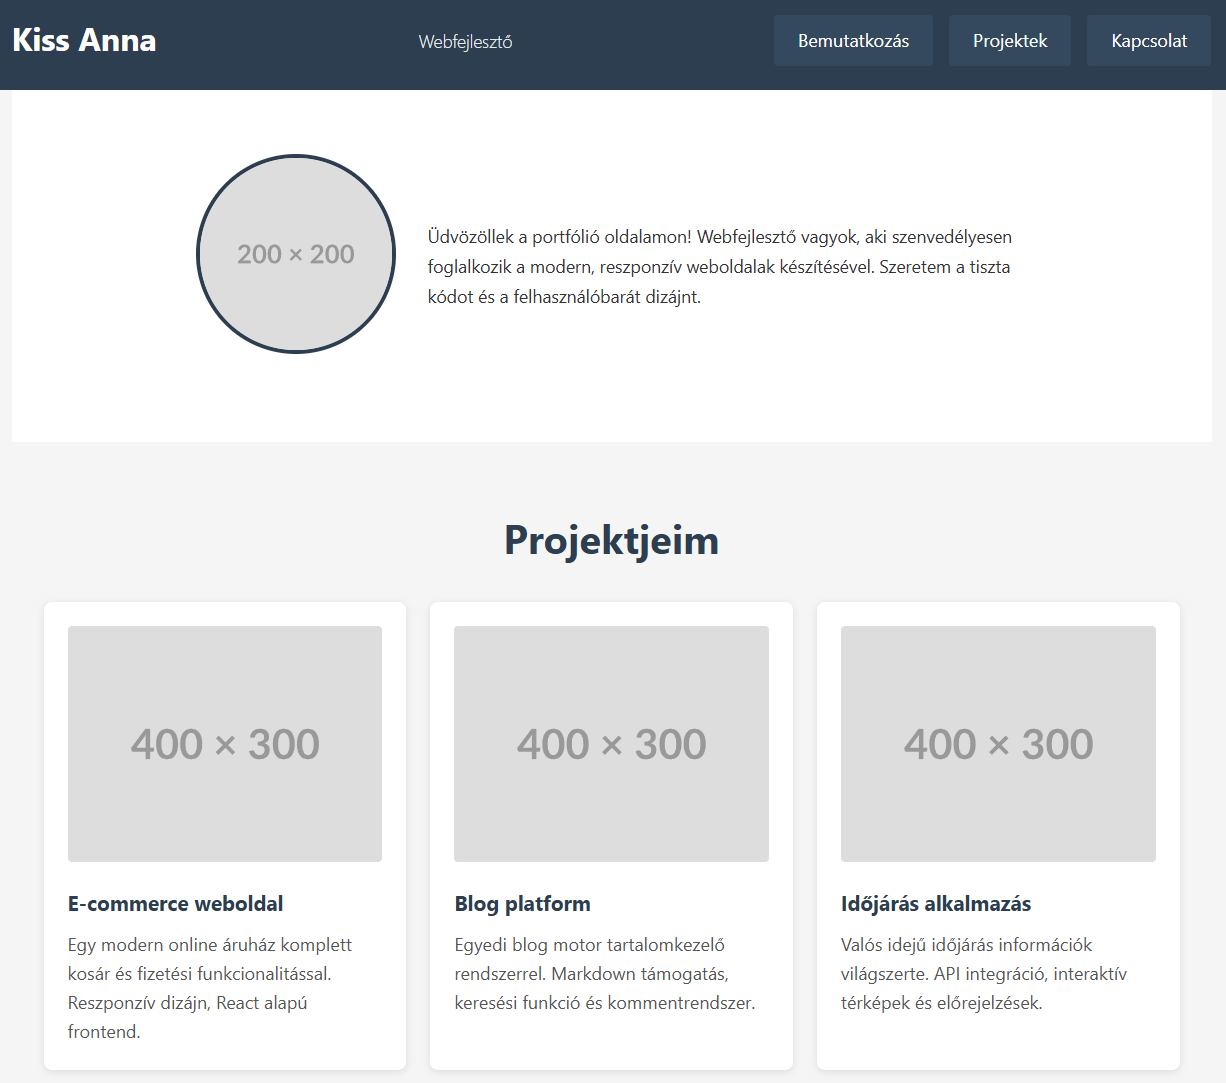 Kiss Anna
Webfejlesztő
Bemutatkozás
Projektek
Kapcsolat
200 × 200
Üdvözöllek a portfólió oldalamon! Webfejlesztő vagyok, aki szenvedélyesen
foglalkozik a modern, reszponzív weboldalak készítésével. Szeretem a tiszta
kódot és a felhasználóbarát dizájnt.
Projektjeim
400 × 300
E-commerce weboldal
Egy modern online áruház komplett
kosár és fizetési funkcionalitással.
Reszponzív dizájn, React alapú
frontend.
400 × 300
Blog platform
Egyedi blog motor tartalomkezelő
rendszerrel. Markdown támogatás,
keresési funkció és kommentrendszer.
400 × 300
Időjárás alkalmazás
Valós idejű időjárás információk
világszerte. API integráció, interaktív
térképek és előrejelzések.